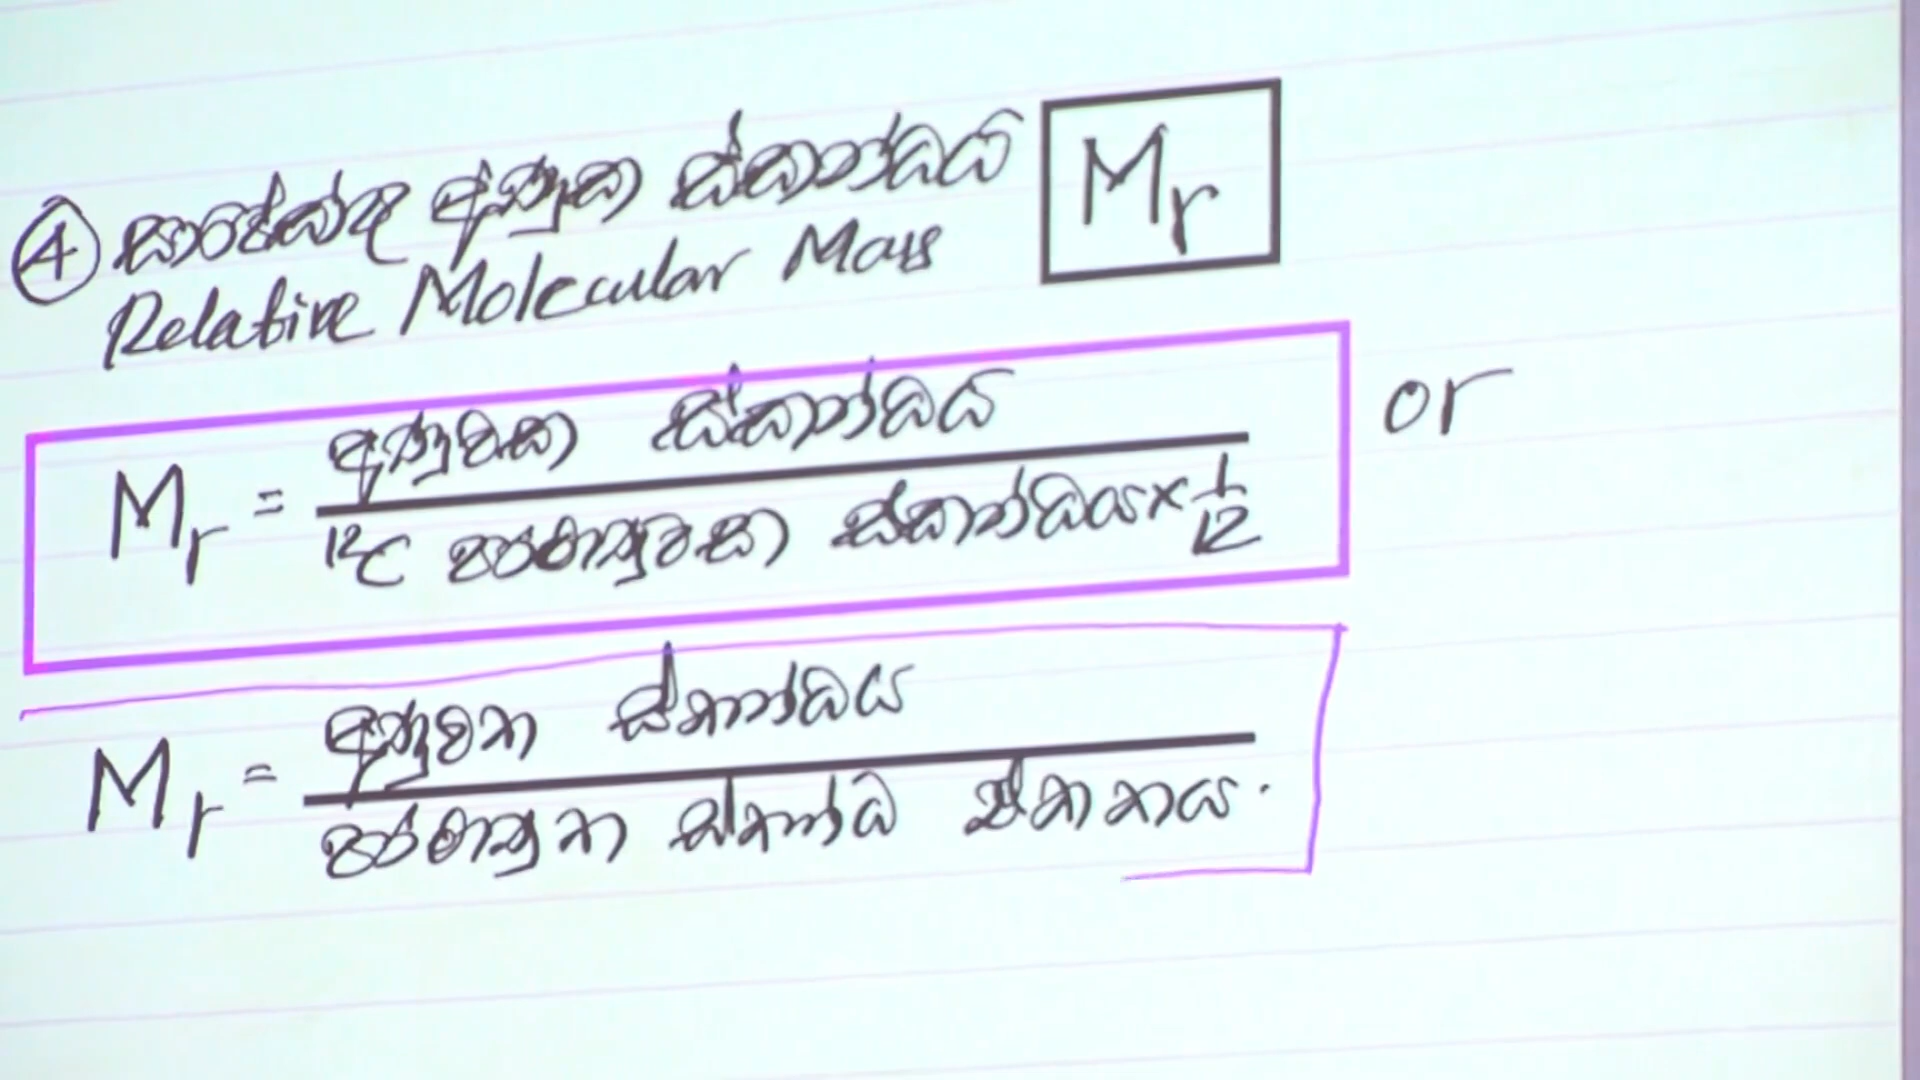 ④ සාපේක්ෂ අණුක ස්කන්ධය Mr
Relative Molecular Mass
Mr = අණුවක ස්කන්ධය / ¹²C පරමාණුවක ස්කන්ධය × 1/12 or
Mr = අණුවක ස්කන්ධය / පරමාණුක ස්කන්ධ ඒකකය.